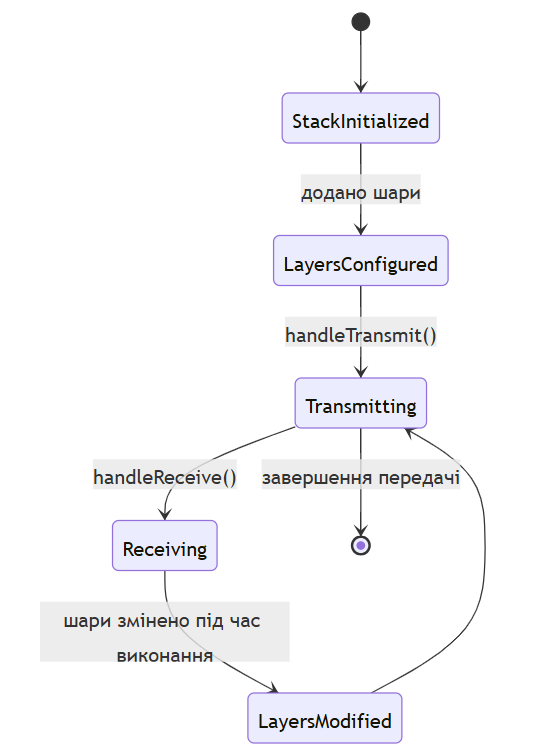 StackInitialized
додано шари
LayersConfigured
handleTransmit()
Transmitting
handleReceive()
завершення передачі
Receiving
шари змінено під час
виконання
LayersModified